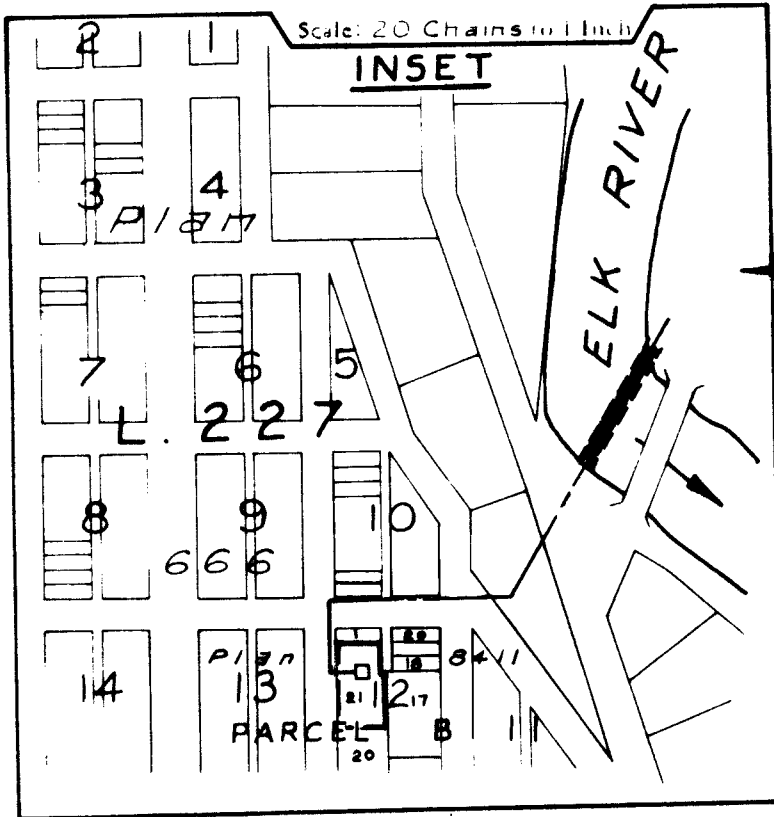 Scale: 20 Chains to 1 Inch
INSET
2 1
ELK RIVER
3 4
Plan
7 6 5
L. 227
8 9 10
666
1 20
18
Plan 8411
14 13 12
21 17
PARCEL B 11
20